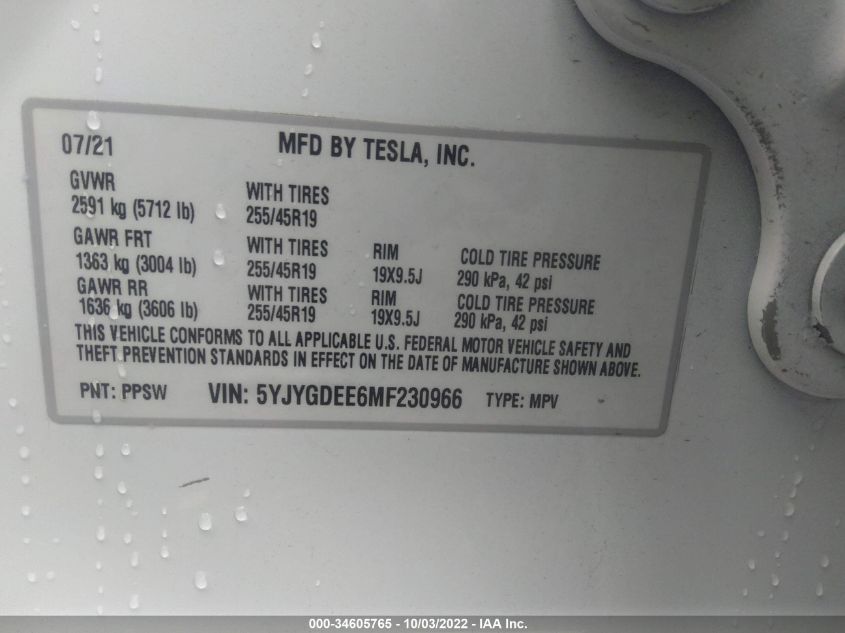 07/21 MFD BY TESLA, INC.
GVWR
2591 kg (5712 lb) WITH TIRES
255/45R19
GAWR FRT
1363 kg (3004 lb) WITH TIRES
255/45R19 RIM
19X9.5J COLD TIRE PRESSURE
290 kPa, 42 psi
GAWR RR
1636 kg (3606 lb) WITH TIRES
255/45R19 RIM
19X9.5J COLD TIRE PRESSURE
290 kPa, 42 psi
THIS VEHICLE CONFORMS TO ALL APPLICABLE U.S. FEDERAL MOTOR VEHICLE SAFETY AND
THEFT PREVENTION STANDARDS IN EFFECT ON THE DATE OF MANUFACTURE SHOWN ABOVE.
PNT: PPSW VIN: 5YJYGDEE6MF230966 TYPE: MPV
000-34605765 - 10/03/2022 - IAA Inc.